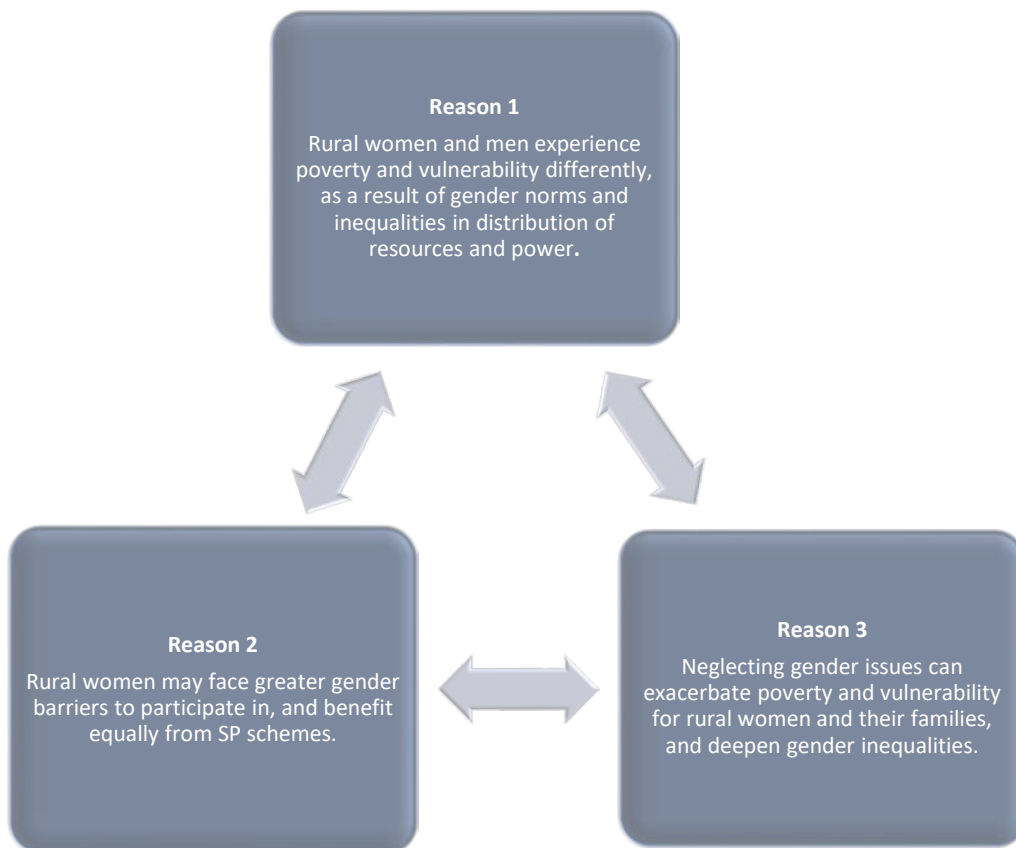 Reason 1
Rural women and men experience
poverty and vulnerability differently,
as a result of gender norms and
inequalities in distribution of
resources and power.
Reason 2
Rural women may face greater gender
barriers to participate in, and benefit
equally from SP schemes.
Reason 3
Neglecting gender issues can
exacerbate poverty and vulnerability
for rural women and their families,
and deepen gender inequalities.